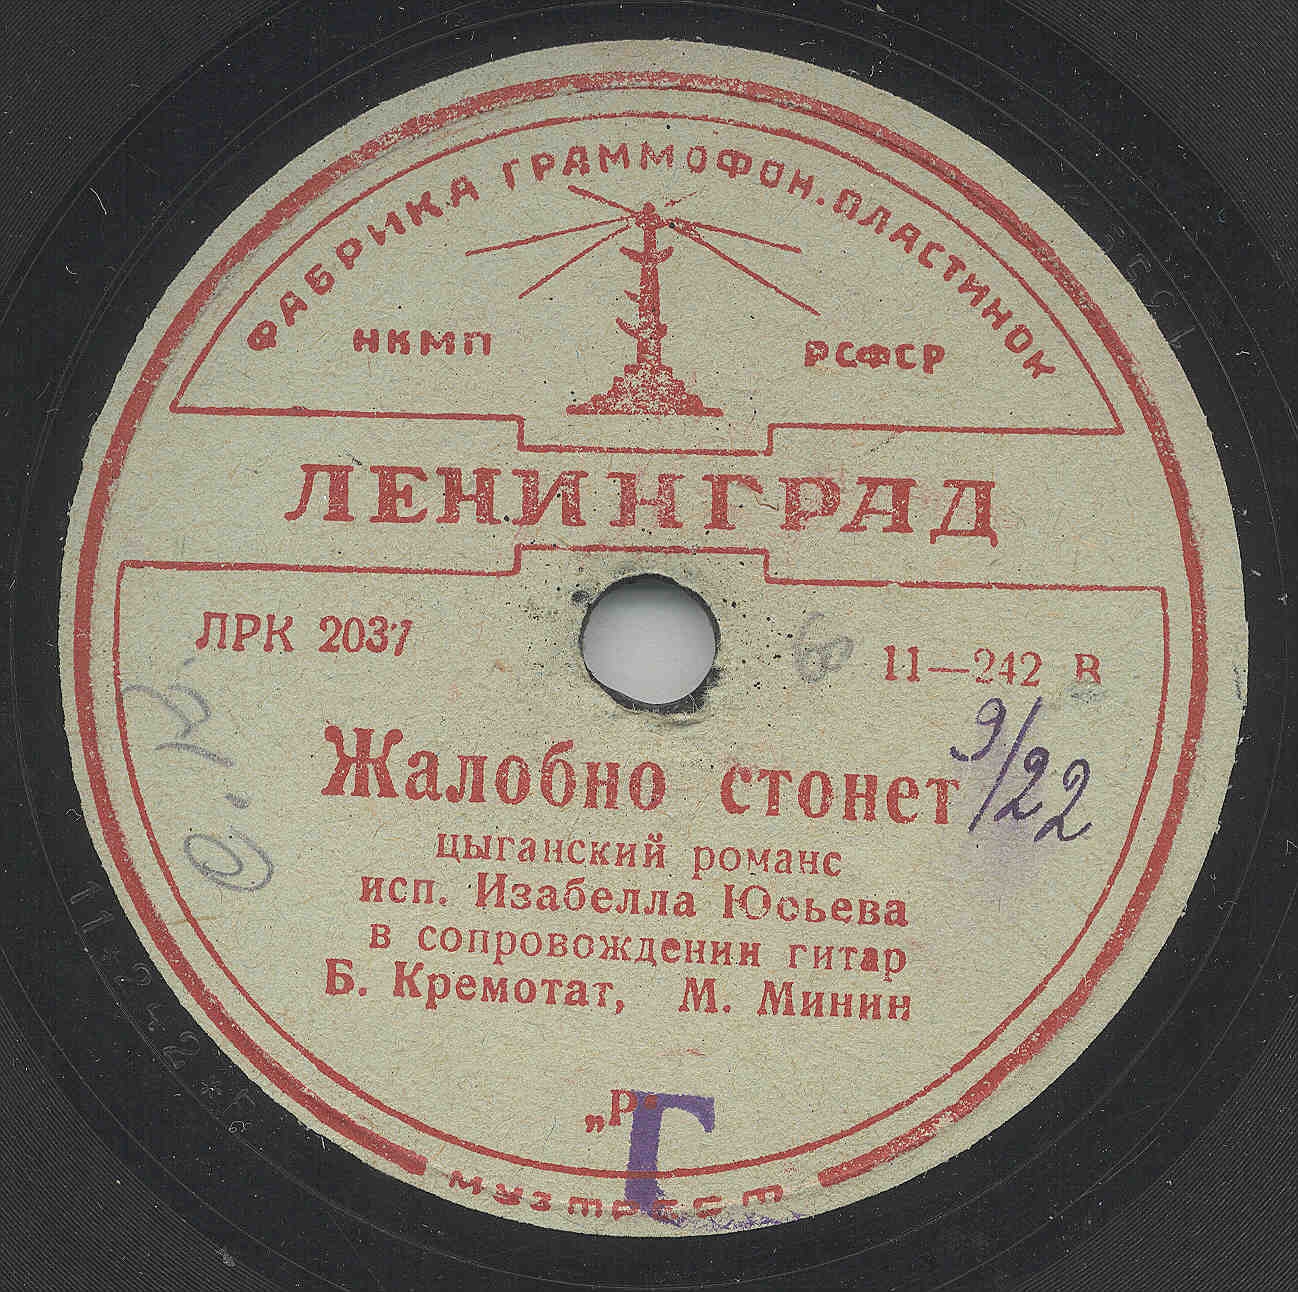 ФАБРИКА ГРАММОФОН. ПЛАСТИНОК
НКМП РСФСР
ЛЕНИНГРАД
ЛРК 2037 11—242 В
9/22
Жалобно стонет
цыганский романс
исп. Изабелла Юсьева
в сопровождении гитар
Б. Кремотат, М. Минин
„Р“
Г
МУЗТРЕСТ